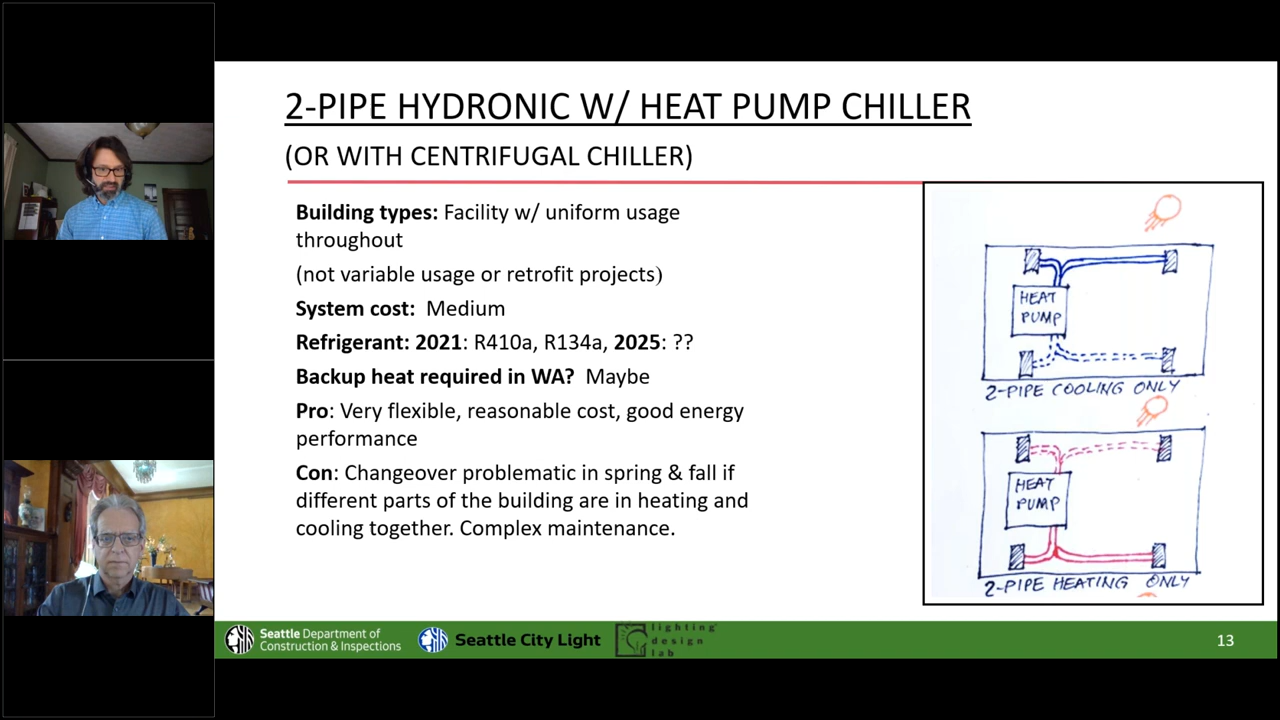 2-PIPE HYDRONIC W/ HEAT PUMP CHILLER
(OR WITH CENTRIFUGAL CHILLER)
Building types: Facility w/ uniform usage
throughout
(not variable usage or retrofit projects)
System cost:  Medium
Refrigerant: 2021: R410a, R134a, 2025: ??
Backup heat required in WA?  Maybe
Pro: Very flexible, reasonable cost, good energy
performance
Con: Changeover problematic in spring & fall if
different parts of the building are in heating and
cooling together. Complex maintenance.
HEAT
PUMP
2-PIPE COOLING ONLY
HEAT
PUMP
2-PIPE HEATING ONLY
Seattle Department of
Construction & Inspections
Seattle City Light
lighting
design
lab
13